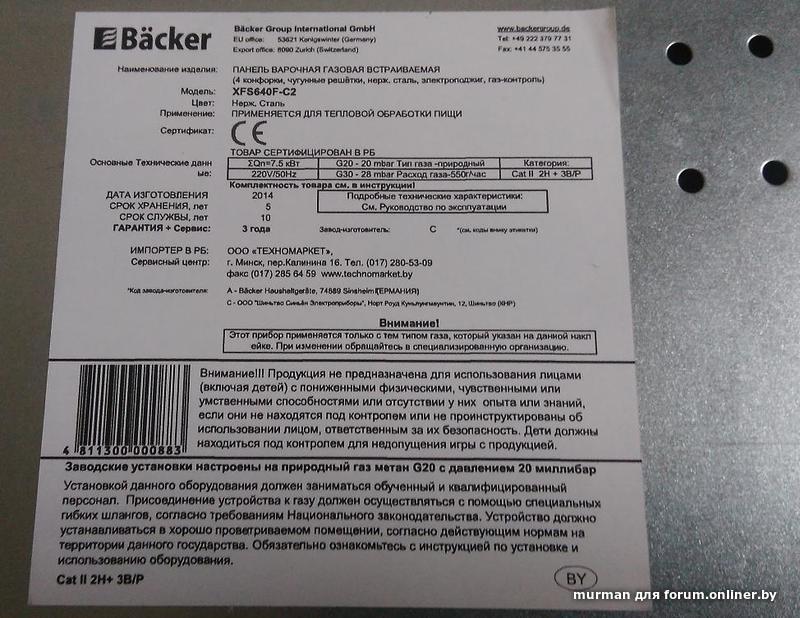 Bäcker
Bäcker Group International GmbH
EU office: 53621 Konigswinter (Germany)
Export office: 8090 Zurich (Switzerland)
www.backergroup.de
Tel: +49 222 379 77 31
Fax: +41 44 575 35 55
Наименование изделия: ПАНЕЛЬ ВАРОЧНАЯ ГАЗОВАЯ ВСТРАИВАЕМАЯ
(4 конфорки, чугунные решётки, нерж. сталь, электроподжиг, газ-контроль)
Модель: XFS640F-C2
Цвет: Нерж. Сталь
Применение: ПРИМЕНЯЕТСЯ ДЛЯ ТЕПЛОВОЙ ОБРАБОТКИ ПИЩИ
Сертификат: CE
ТОВАР СЕРТИФИЦИРОВАН В РБ
Основные Технические данн ΣQn=7.5 кВт G20 - 20 mbar Тип газа -природный Категория:
ые: 220V/50Hz G30 - 28 mbar Расход газа-550г/час Cat II 2H + 3B/P
Комплектность товара см. в инструкции!
ДАТА ИЗГОТОВЛЕНИЯ 2014 Подробные технические характеристики:
СРОК ХРАНЕНИЯ, лет 5 См. Руководство по эксплуатации
СРОК СЛУЖБЫ, лет 10
ГАРАНТИЯ + Сервис: 3 года Завод-изготовитель: С *(см. коды внизу этикетки)
ИМПОРТЕР В РБ: ООО «ТЕХНОМАРКЕТ»,
Сервисный центр: г. Минск, пер.Калинина 16. Тел. (017) 280-53-09
факс (017) 285 64 59 www.technomarket.by
*Код завода-изготовителя: А - Bäcker Haushaltgeräte, 74889 Sinsheim (ГЕРМАНИЯ)
С - ООО "Шиньтво Синьён Электроприборы", Норт Роуд 12, Шиньтво (КНР)
Внимание!
Этот прибор применяется только с тем типом газа, который указан на данной накл
ейке. При изменении обращайтесь в специализированную организацию.
4 811300 000883
Внимание!!! Продукция не предназначена для использования лицами
(включая детей) с пониженными физическими, чувственными или
умственными способностями или отсутствии у них опыта или знаний,
если они не находятся под контролем или не проинструктированы об
использовании лицом, ответственным за их безопасность. Дети должны
находиться под контролем для недопущения игры с продукцией.
Заводские установки настроены на природный газ метан G20 с давлением 20 миллибар
Установкой данного оборудования должен заниматься обученный и квалифицированный
персонал. Присоединение устройства к газу должен осуществляться с помощью специальных
гибких шлангов, согласно требованиям Национального законодательства. Устройство должно
устанавливаться в хорошо проветриваемом помещении, согласно действующим нормам на
территории данного государства. Обязательно ознакомьтесь с инструкцией по установке и
использованию оборудования.
Cat II 2H+ 3B/P
BY
murman для forum.onliner.by